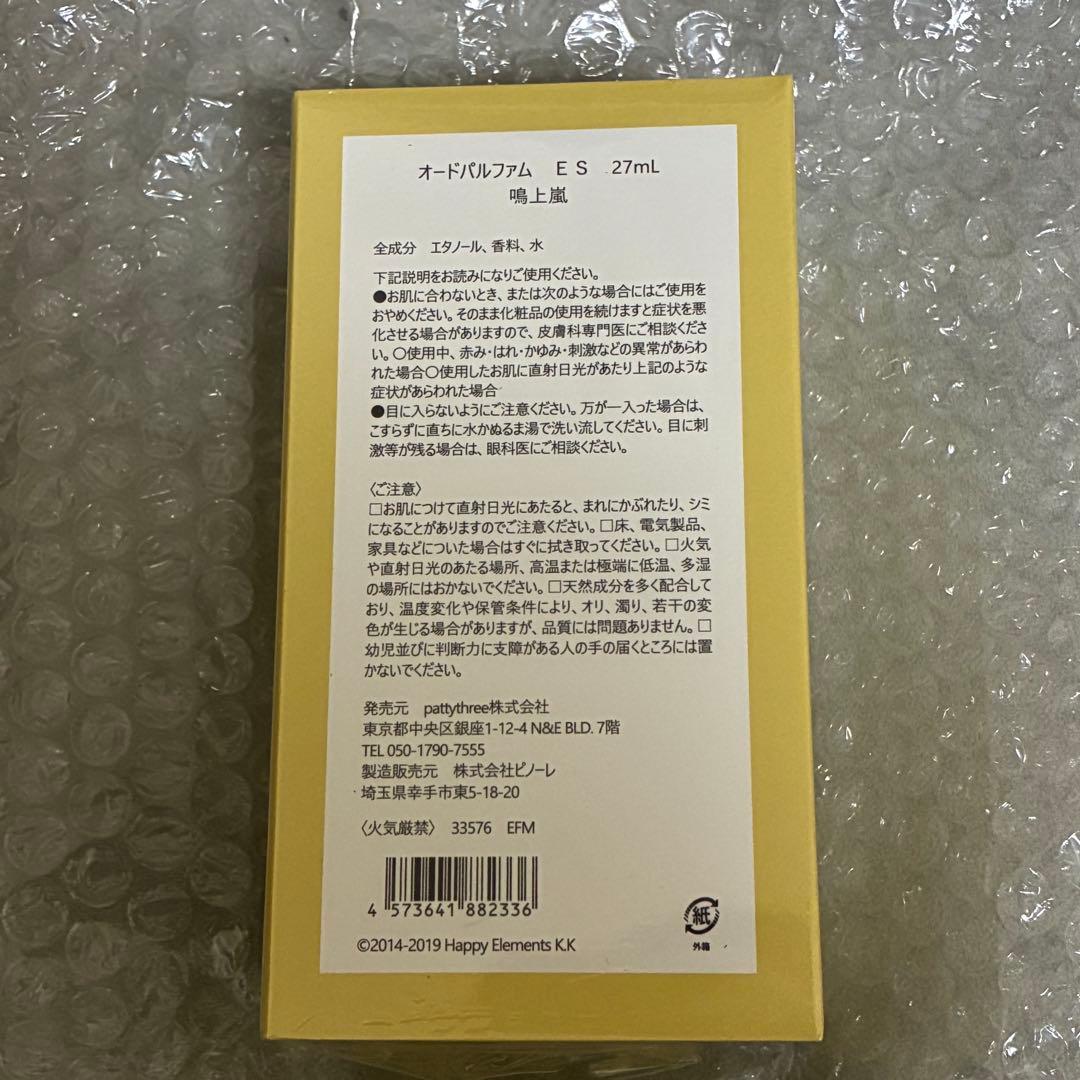 オードパルファム ＥＳ 27mL
鳴上嵐
全成分 エタノール、香料、水
下記説明をお読みになりご使用ください。
●お肌に合わないとき、または次のような場合にはご使用を
おやめください。そのまま化粧品の使用を続けますと症状を悪
化させる場合がありますので、皮膚科専門医にご相談くださ
い。〇使用中、赤み・はれ・かゆみ・刺激などの異常があらわ
れた場合〇使用したお肌に直射日光があたり上記のような
症状があらわれた場合
●目に入らないようにご注意ください。万が一入った場合は、
こすらずに直ちに水かぬるま湯で洗い流してください。目に刺
激等が残る場合は、眼科医にご相談ください。
〈ご注意〉
□お肌につけて直射日光にあたると、まれにかぶれたり、シミ
になることがありますのでご注意ください。□床、電気製品、
家具などについた場合はすぐに拭き取ってください。□火気
や直射日光のあたる場所、高温または極端に低温、多湿
の場所にはおかないでください。□天然成分を多く配合して
おり、温度変化や保管条件により、オリ、濁り、若干の変
色が生じる場合がありますが、品質には問題ありません。□
幼児並びに判断力に支障がある人の手の届くところには置
かないでください。
発売元 pattythree株式会社
東京都中央区銀座1-12-4 N&E BLD. 7階
TEL 050-1790-7555
製造販売元 株式会社ピノーレ
埼玉県幸手市東5-18-20
〈火気厳禁〉 33576 EFM
4 573641 882336
©2014-2019 Happy Elements K.K
紙
外箱